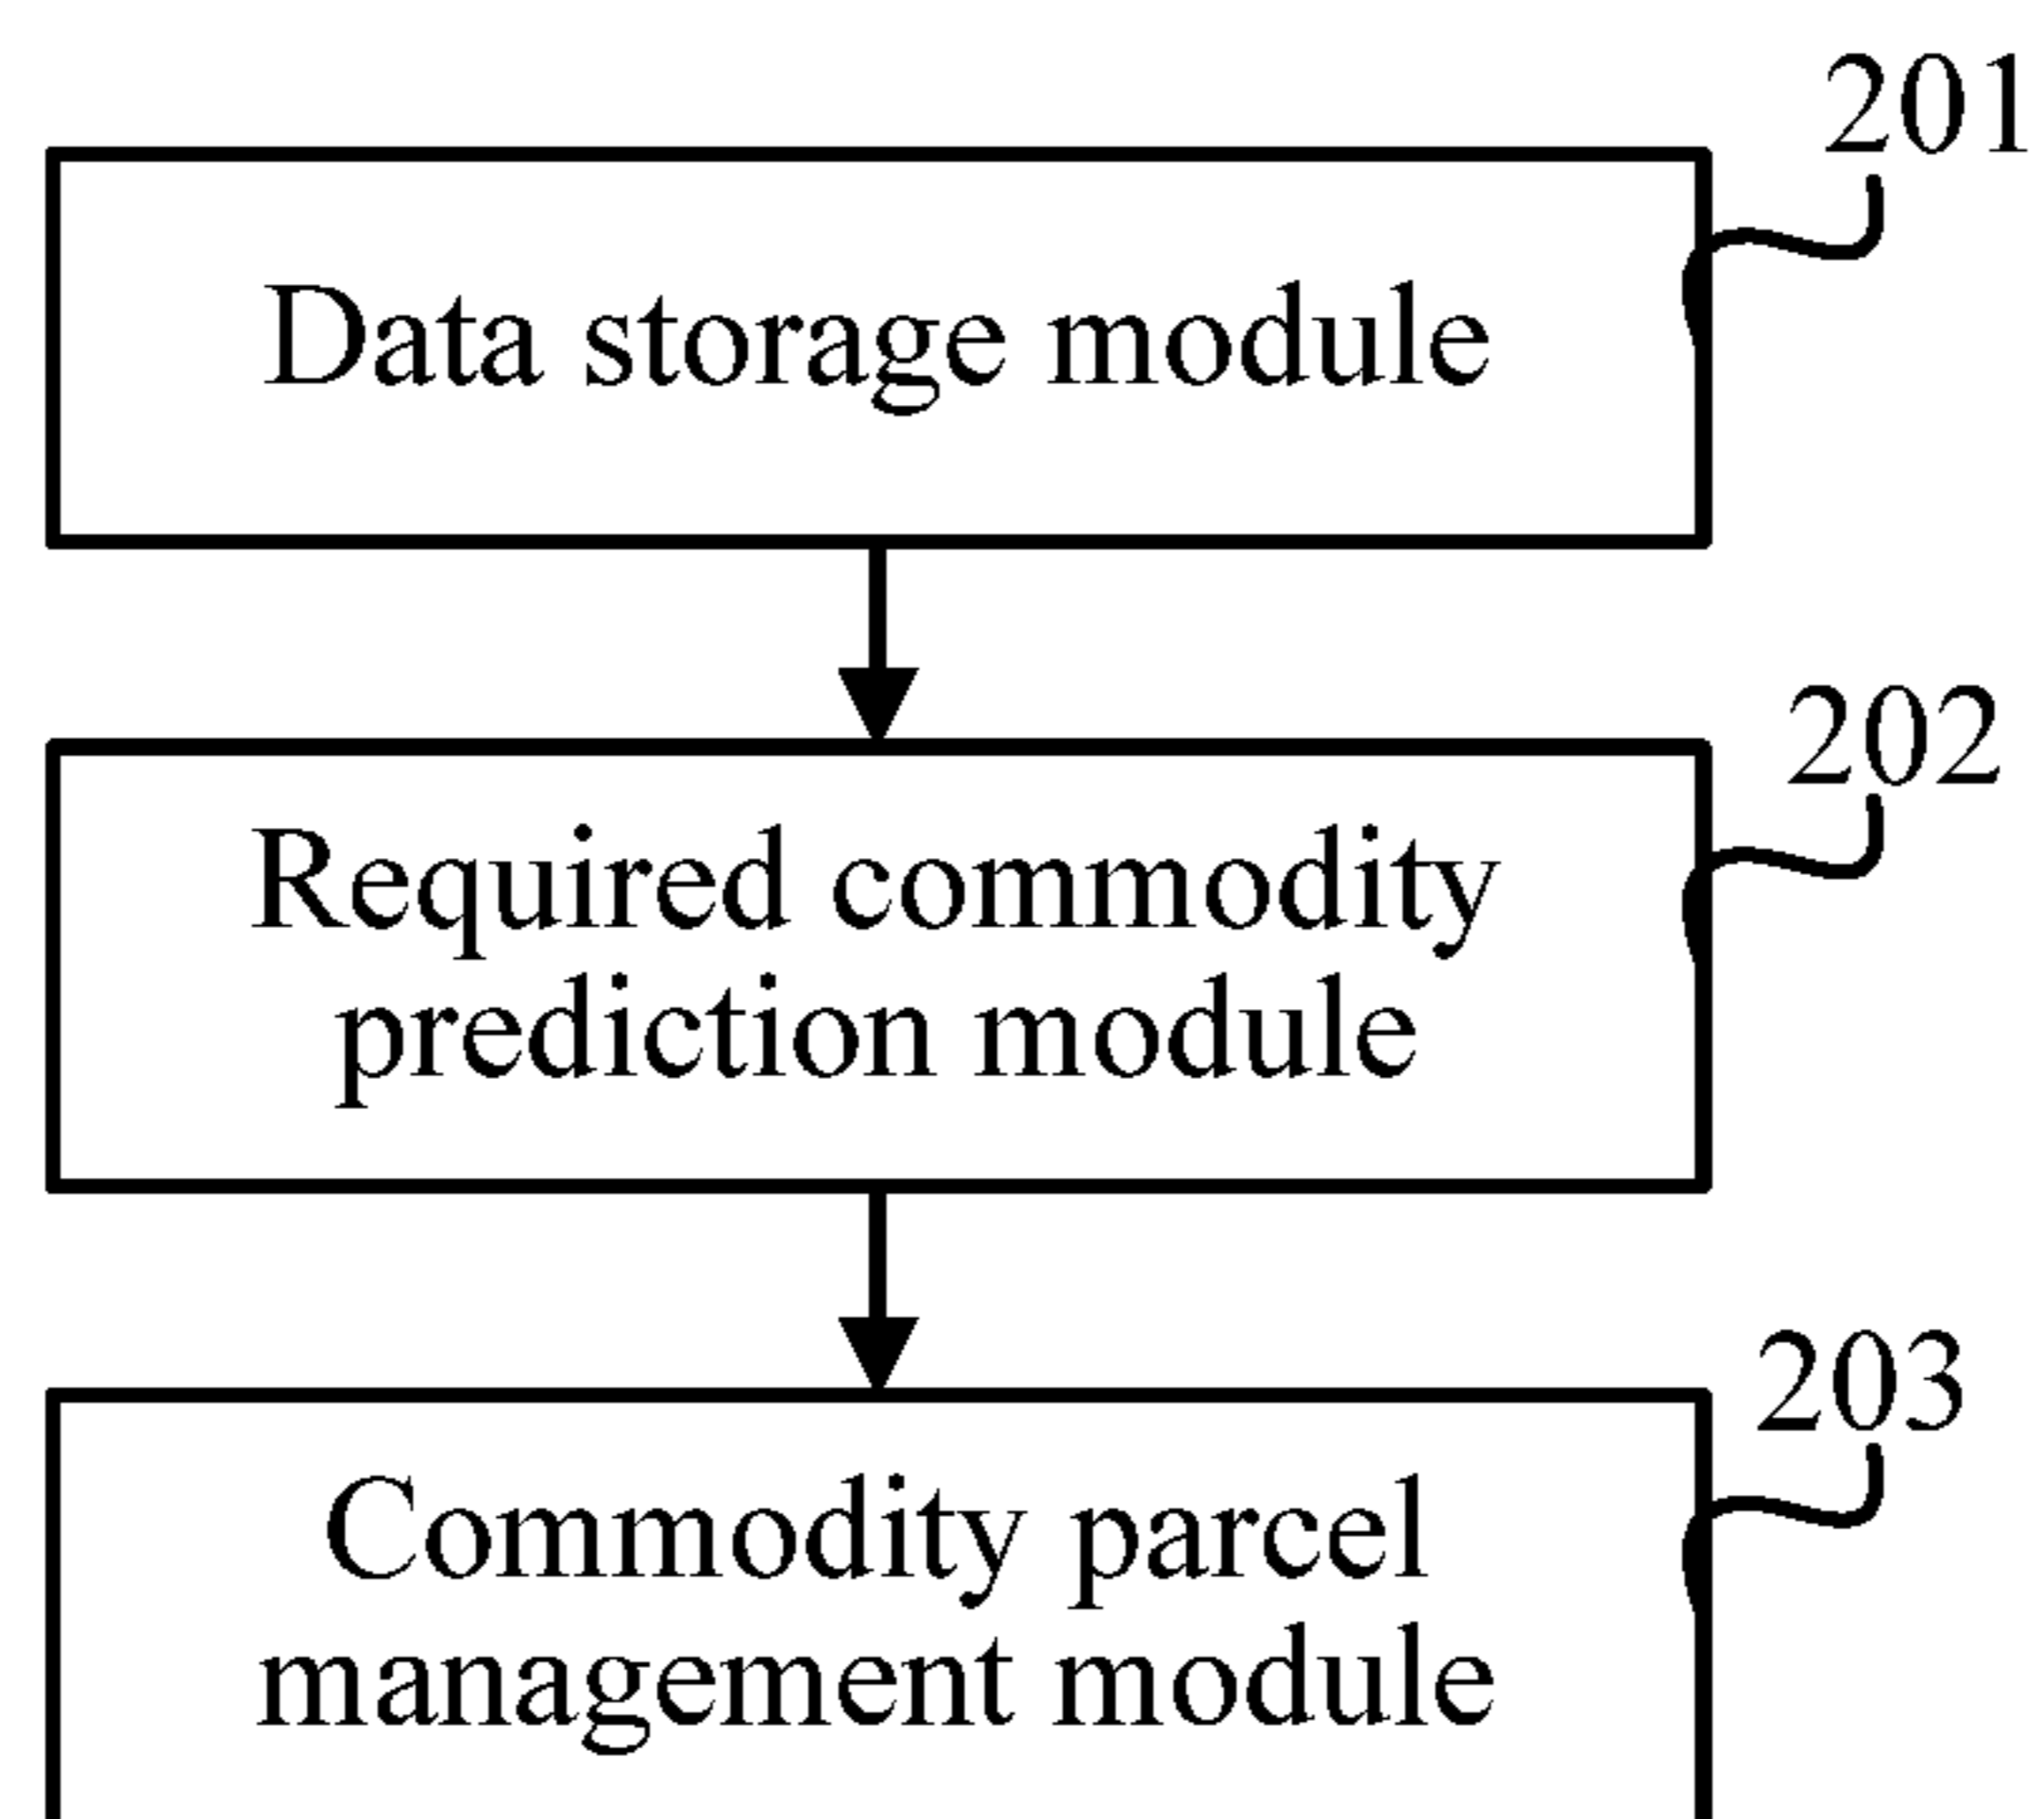 201
Data storage module
202
Required commodity
prediction module
203
Commodity parcel
management module